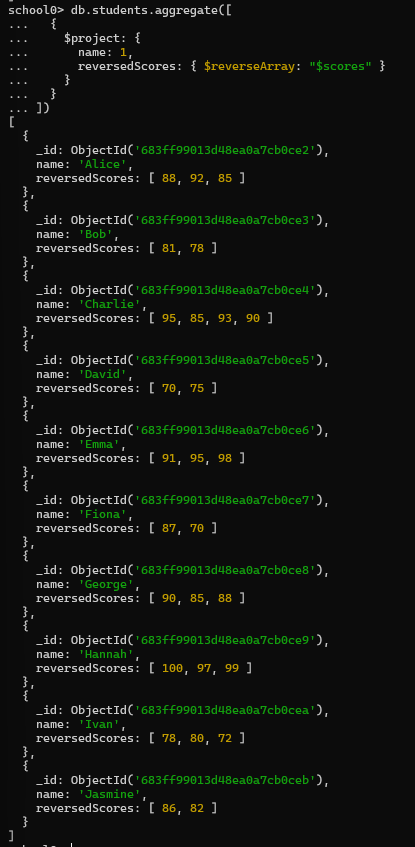 school0> db.students.aggregate([
...   {
...     $project: {
...       name: 1,
...       reversedScores: { $reverseArray: "$scores" }
...     }
...   }
... ])
[
  {
    _id: ObjectId('683ff99013d48ea0a7cb0ce2'),
    name: 'Alice',
    reversedScores: [ 88, 92, 85 ]
  },
  {
    _id: ObjectId('683ff99013d48ea0a7cb0ce3'),
    name: 'Bob',
    reversedScores: [ 81, 78 ]
  },
  {
    _id: ObjectId('683ff99013d48ea0a7cb0ce4'),
    name: 'Charlie',
    reversedScores: [ 95, 85, 93, 90 ]
  },
  {
    _id: ObjectId('683ff99013d48ea0a7cb0ce5'),
    name: 'David',
    reversedScores: [ 70, 75 ]
  },
  {
    _id: ObjectId('683ff99013d48ea0a7cb0ce6'),
    name: 'Emma',
    reversedScores: [ 91, 95, 98 ]
  },
  {
    _id: ObjectId('683ff99013d48ea0a7cb0ce7'),
    name: 'Fiona',
    reversedScores: [ 87, 70 ]
  },
  {
    _id: ObjectId('683ff99013d48ea0a7cb0ce8'),
    name: 'George',
    reversedScores: [ 90, 85, 88 ]
  },
  {
    _id: ObjectId('683ff99013d48ea0a7cb0ce9'),
    name: 'Hannah',
    reversedScores: [ 100, 97, 99 ]
  },
  {
    _id: ObjectId('683ff99013d48ea0a7cb0cea'),
    name: 'Ivan',
    reversedScores: [ 78, 80, 72 ]
  },
  {
    _id: ObjectId('683ff99013d48ea0a7cb0ceb'),
    name: 'Jasmine',
    reversedScores: [ 86, 82 ]
  }
]